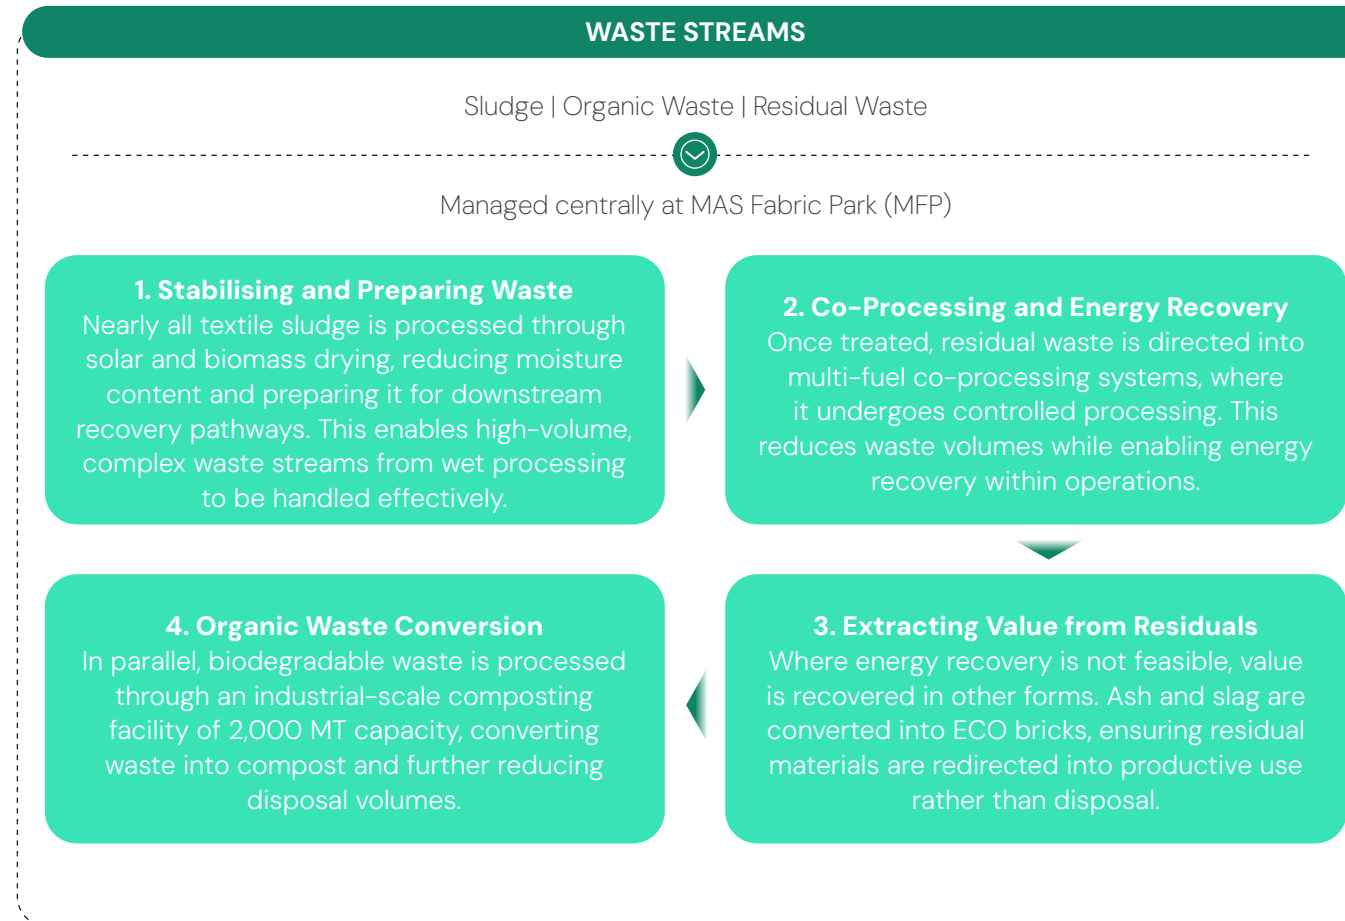 WASTE STREAMS
Sludge | Organic Waste | Residual Waste
Managed centrally at MAS Fabric Park (MFP)
1. Stabilising and Preparing Waste
Nearly all textile sludge is processed through
solar and biomass drying, reducing moisture
content and preparing it for downstream
recovery pathways. This enables high-volume,
complex waste streams from wet processing
to be handled effectively.
2. Co-Processing and Energy Recovery
Once treated, residual waste is directed into
multi-fuel co-processing systems, where
it undergoes controlled processing. This
reduces waste volumes while enabling energy
recovery within operations.
3. Extracting Value from Residuals
Where energy recovery is not feasible, value
is recovered in other forms. Ash and slag are
converted into ECO bricks, ensuring residual
materials are redirected into productive use
rather than disposal.
4. Organic Waste Conversion
In parallel, biodegradable waste is processed
through an industrial-scale composting
facility of 2,000 MT capacity, converting
waste into compost and further reducing
disposal volumes.